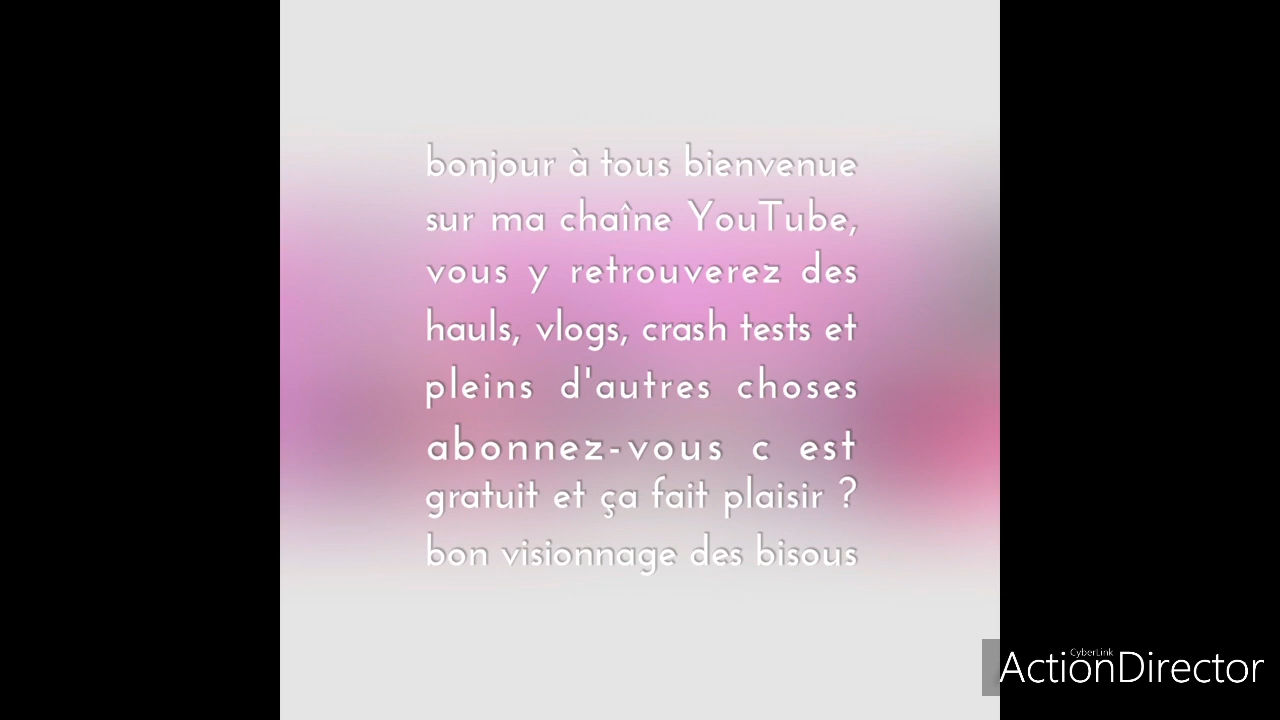 bonjour à tous bienvenue
sur ma chaîne YouTube,
vous y retrouverez des
hauls, vlogs, crash tests et
pleins d'autres choses
abonnez-vous c est
gratuit et ça fait plaisir ?
bon visionnage des bisous
CyberLink
ActionDirector